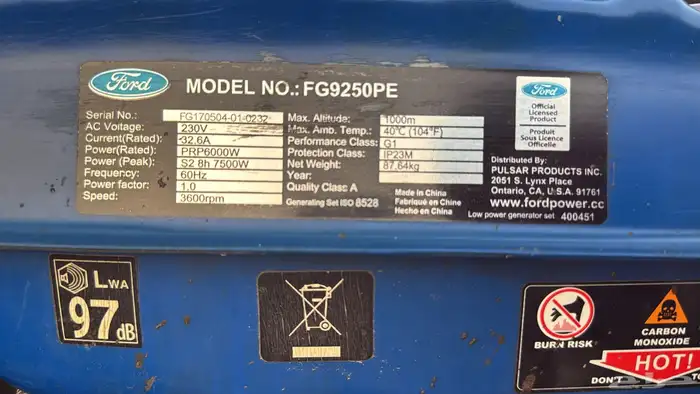 Ford
MODEL NO.: FG9250PE
Serial No.: FG170504-01-0232
AC Voltage: 230V
Current(Rated): 32.6A
Power(Rated): PRP6000W
Power (Peak): S2 8h 7500W
Frequency: 60Hz
Power factor: 1.0
Speed: 3600rpm
Max. Altitude: 1000m
Max. Amb. Temp.: 40℃ (104℉)
Performance Class: G1
Protection Class: IP23M
Net Weight: 87.64kg
Quality Class A
Generating Set ISO 8528
Made in China
Fabriqué en China
Hecho en China
Ford
Official
Licensed
Product
Produit
Sous Licence
Officielle
Distributed By:
PULSAR PRODUCTS INC.
2051 S. Lynx Place
Ontario, CA, U.S.A. 91761
www.fordpower.cc
Low power generator set 400451
LWA
97dB
BURN RISK
CARBON
MONOXIDE
HOT!
DON'T